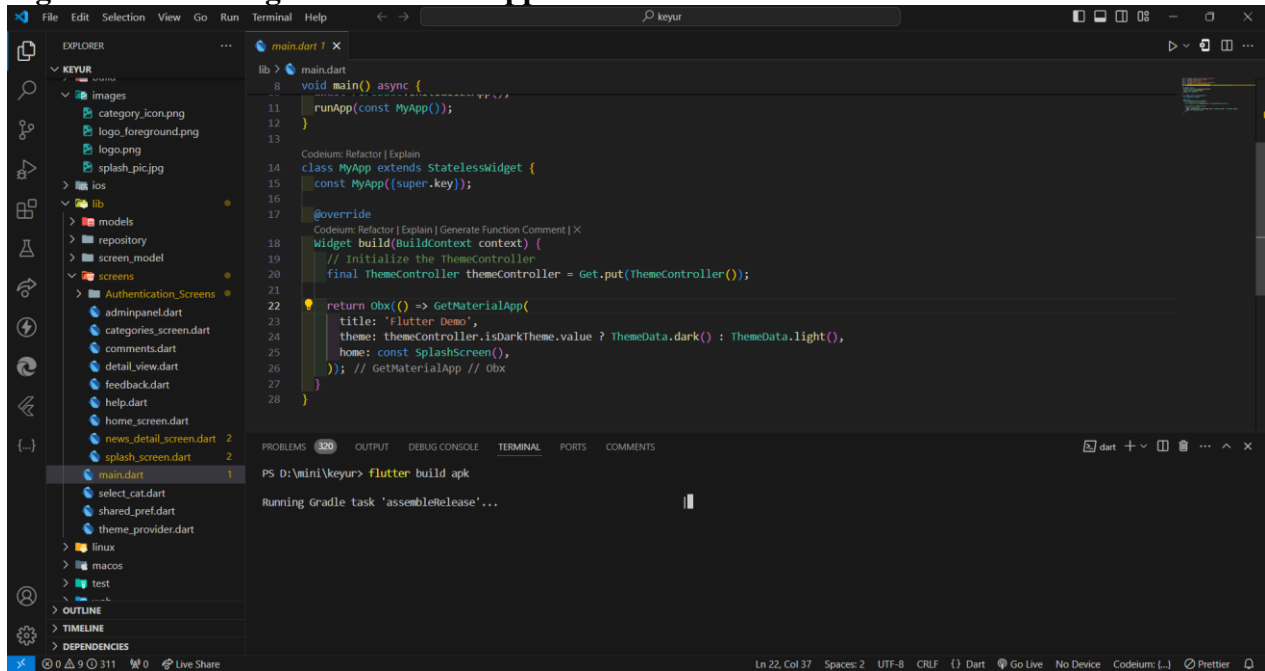 File Edit Selection View Go Run Terminal Help
keyur
EXPLORER
KEYUR
images
category_icon.png
logo_foreground.png
logo.png
splash_pic.jpg
ios
lib
models
repository
screen_model
screens
Authentication_Screens
adminpanel.dart
categories_screen.dart
comments.dart
detail_view.dart
feedback.dart
help.dart
home_screen.dart
news_detail_screen.dart 2
splash_screen.dart 2
main.dart 1
select_cat.dart
shared_pref.dart
theme_provider.dart
linux
macos
test
OUTLINE
TIMELINE
DEPENDENCIES
main.dart 1
lib > main.dart
8 void main() async {
11 runApp(const MyApp());
12 }
13
Codeium: Refactor | Explain
14 class MyApp extends StatelessWidget {
15 const MyApp({super.key});
16
17 @override
Codeium: Refactor | Explain | Generate Function Comment | ×
18 Widget build(BuildContext context) {
19 // Initialize the ThemeController
20 final ThemeController themeController = Get.put(ThemeController());
21
22 return Obx(() => GetMaterialApp(
23 title: 'Flutter Demo',
24 theme: themeController.isDarkTheme.value ? ThemeData.dark() : ThemeData.light(),
25 home: const SplashScreen(),
26 )); // GetMaterialApp // Obx
27 }
28 }
PROBLEMS 320 OUTPUT DEBUG CONSOLE TERMINAL PORTS COMMENTS
dart
PS D:\mini\keyur> flutter build apk
Running Gradle task 'assembleRelease'...
0 9 311 0 Live Share
Ln 22, Col 37 Spaces: 2 UTF-8 CRLF {} Dart Go Live No Device Codeium: {...} Prettier